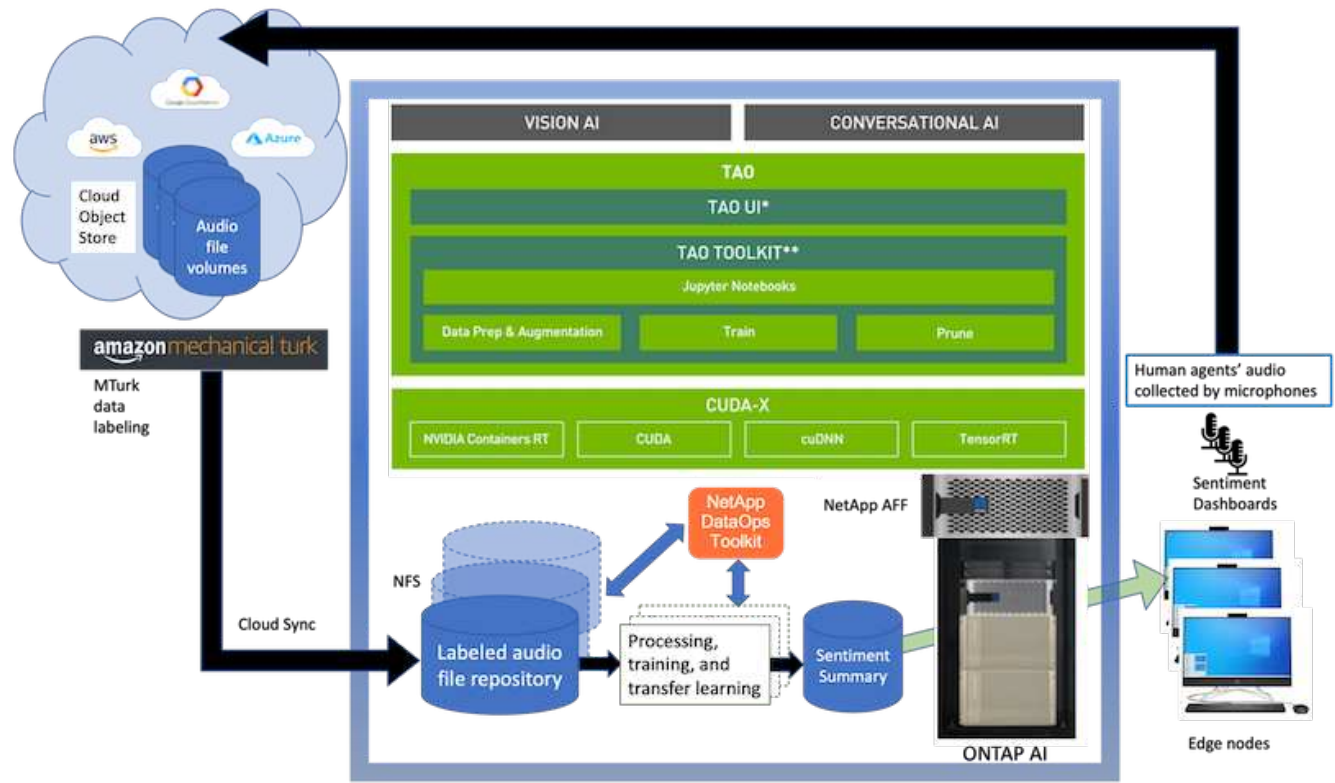 Google Cloud Platform
aws
Azure
Cloud
Object
Store
Audio
file
volumes
amazon mechanical turk
MTurk
data
labeling
Cloud Sync
VISION AI
CONVERSATIONAL AI
TAO
TAO UI*
TAO TOOLKIT**
Jupyter Notebooks
Data Prep & Augmentation
Train
Prune
CUDA-X
NVIDIA Containers RT
CUDA
cuDNN
TensorRT
NetApp
DataOps
Toolkit
NetApp AFF
NFS
Labeled audio
file repository
Processing,
training, and
transfer learning
Sentiment
Summary
ONTAP AI
Human agents' audio
collected by microphones
Sentiment
Dashboards
Edge nodes